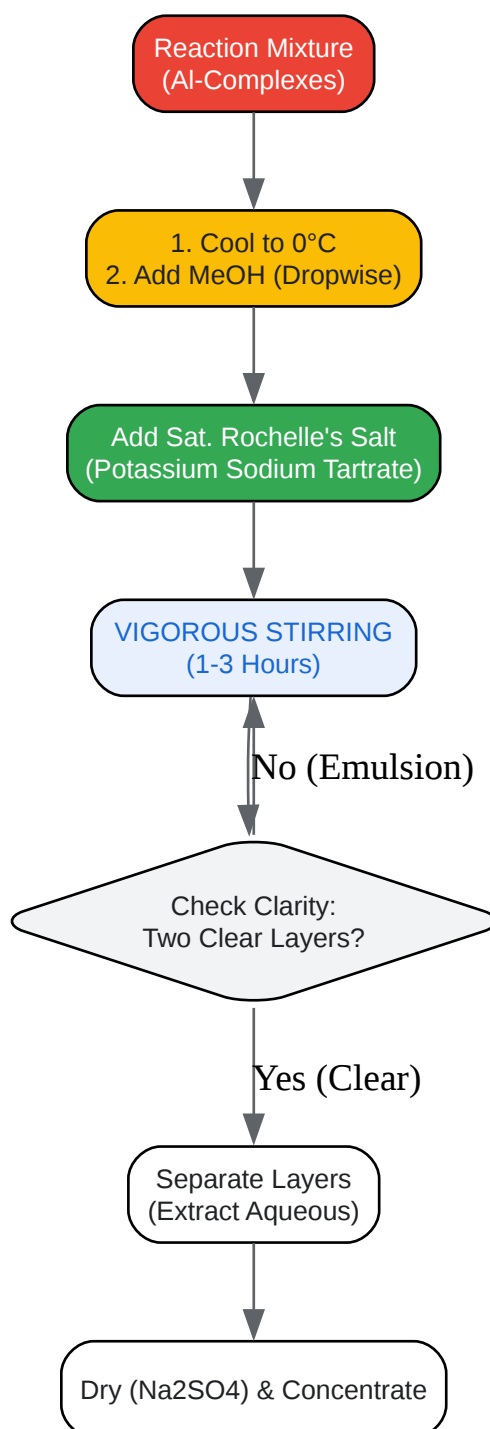 Reaction Mixture
(Al-Complexes)
1. Cool to 0°C
2. Add MeOH (Dropwise)
Add Sat. Rochelle's Salt
(Potassium Sodium Tartrate)
VIGOROUS STIRRING
(1-3 Hours)
No (Emulsion)
Check Clarity:
Two Clear Layers?
Yes (Clear)
Separate Layers
(Extract Aqueous)
Dry (Na2SO4) & Concentrate